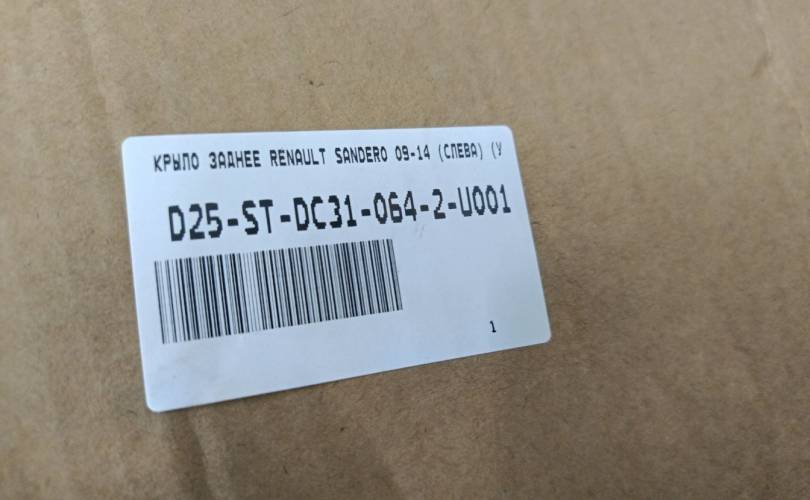 КРЫЛО ЗАДНЕЕ RENAULT SANDERO 09-14 (СЛЕВА) (У
D25-ST-DC31-064-2-U001
1